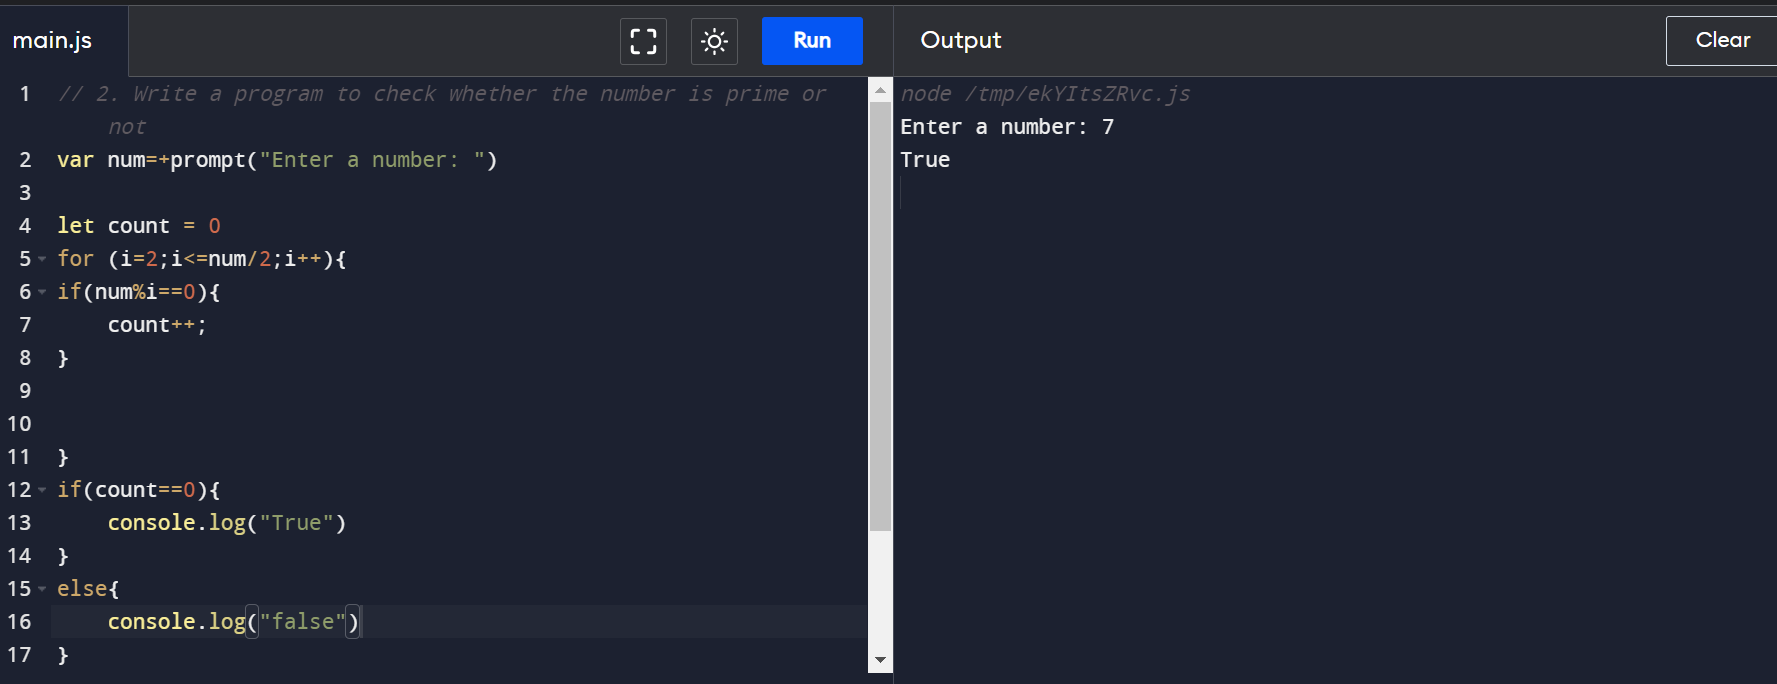 main.js
Run
Output
Clear
1 // 2. Write a program to check whether the number is prime or
not
2 var num=+prompt("Enter a number: ")
3
4 let count = 0
5 for (i=2;i<=num/2;i++){
6 if(num%i==0){
7     count++;
8 }
9
10
11 }
12 if(count==0){
13     console.log("True")
14 }
15 else{
16     console.log("false")
17 }
node /tmp/ekYItsZRvc.js
Enter a number: 7
True